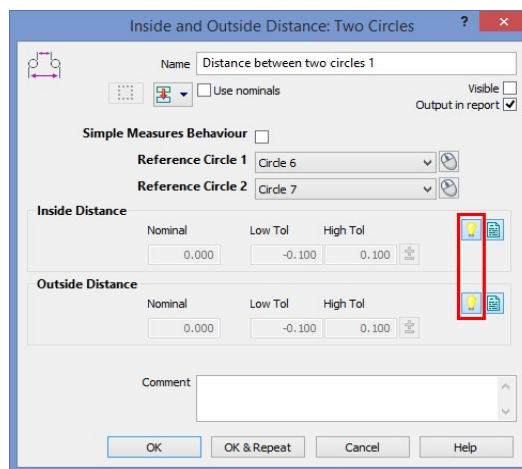 Inside and Outside Distance: Two Circles ? ×
Name Distance between two circles 1
Use nominals Visible
Output in report
Simple Measures Behaviour
Reference Circle 1 Circle 6
Reference Circle 2 Circle 7
Inside Distance
Nominal Low Tol High Tol
0.000 -0.100 0.100
Outside Distance
Nominal Low Tol High Tol
0.000 -0.100 0.100
Comment
OK OK & Repeat Cancel Help